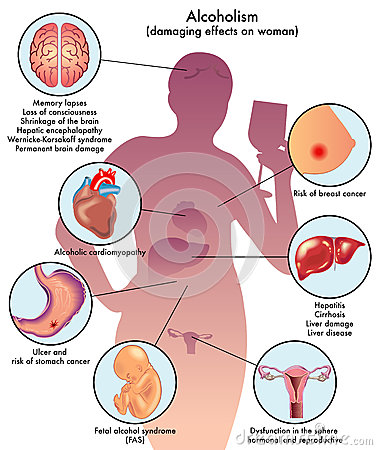 Alcoholism
(damaging effects on woman)
Memory lapses
Loss of consciousness
Shrinkage of the brain
Hepatic encephalopathy
Wernicke-Korsakoff syndrome
Permanent brain damage
Risk of breast cancer
Alcoholic cardiomyopathy
Hepatitis
Cirrhosis
Liver damage
Liver disease
Ulcer and
risk of stomach cancer
Fetal alcohol syndrome
(FAS)
Dysfunction in the sphere
hormonal and reproductive
dreamstime